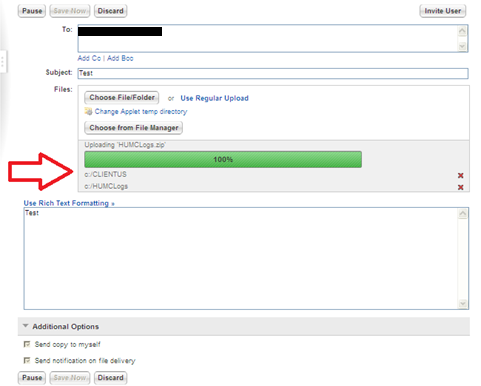 Pause Save Now Discard Invite User
To:
Add Co | Add Boo
Subject: Test
Files:
Choose File/Folder or Use Regular Upload
Change Applet temp directory
Choose from File Manager
Uploading 'HUMCLogs.zip'
100%
c:/CLIENTUS
c:/HUMCLogs
Use Rich Text Formatting »
Test
Additional Options
Send copy to myself
Send notification on file delivery
Pause Save Now Discard